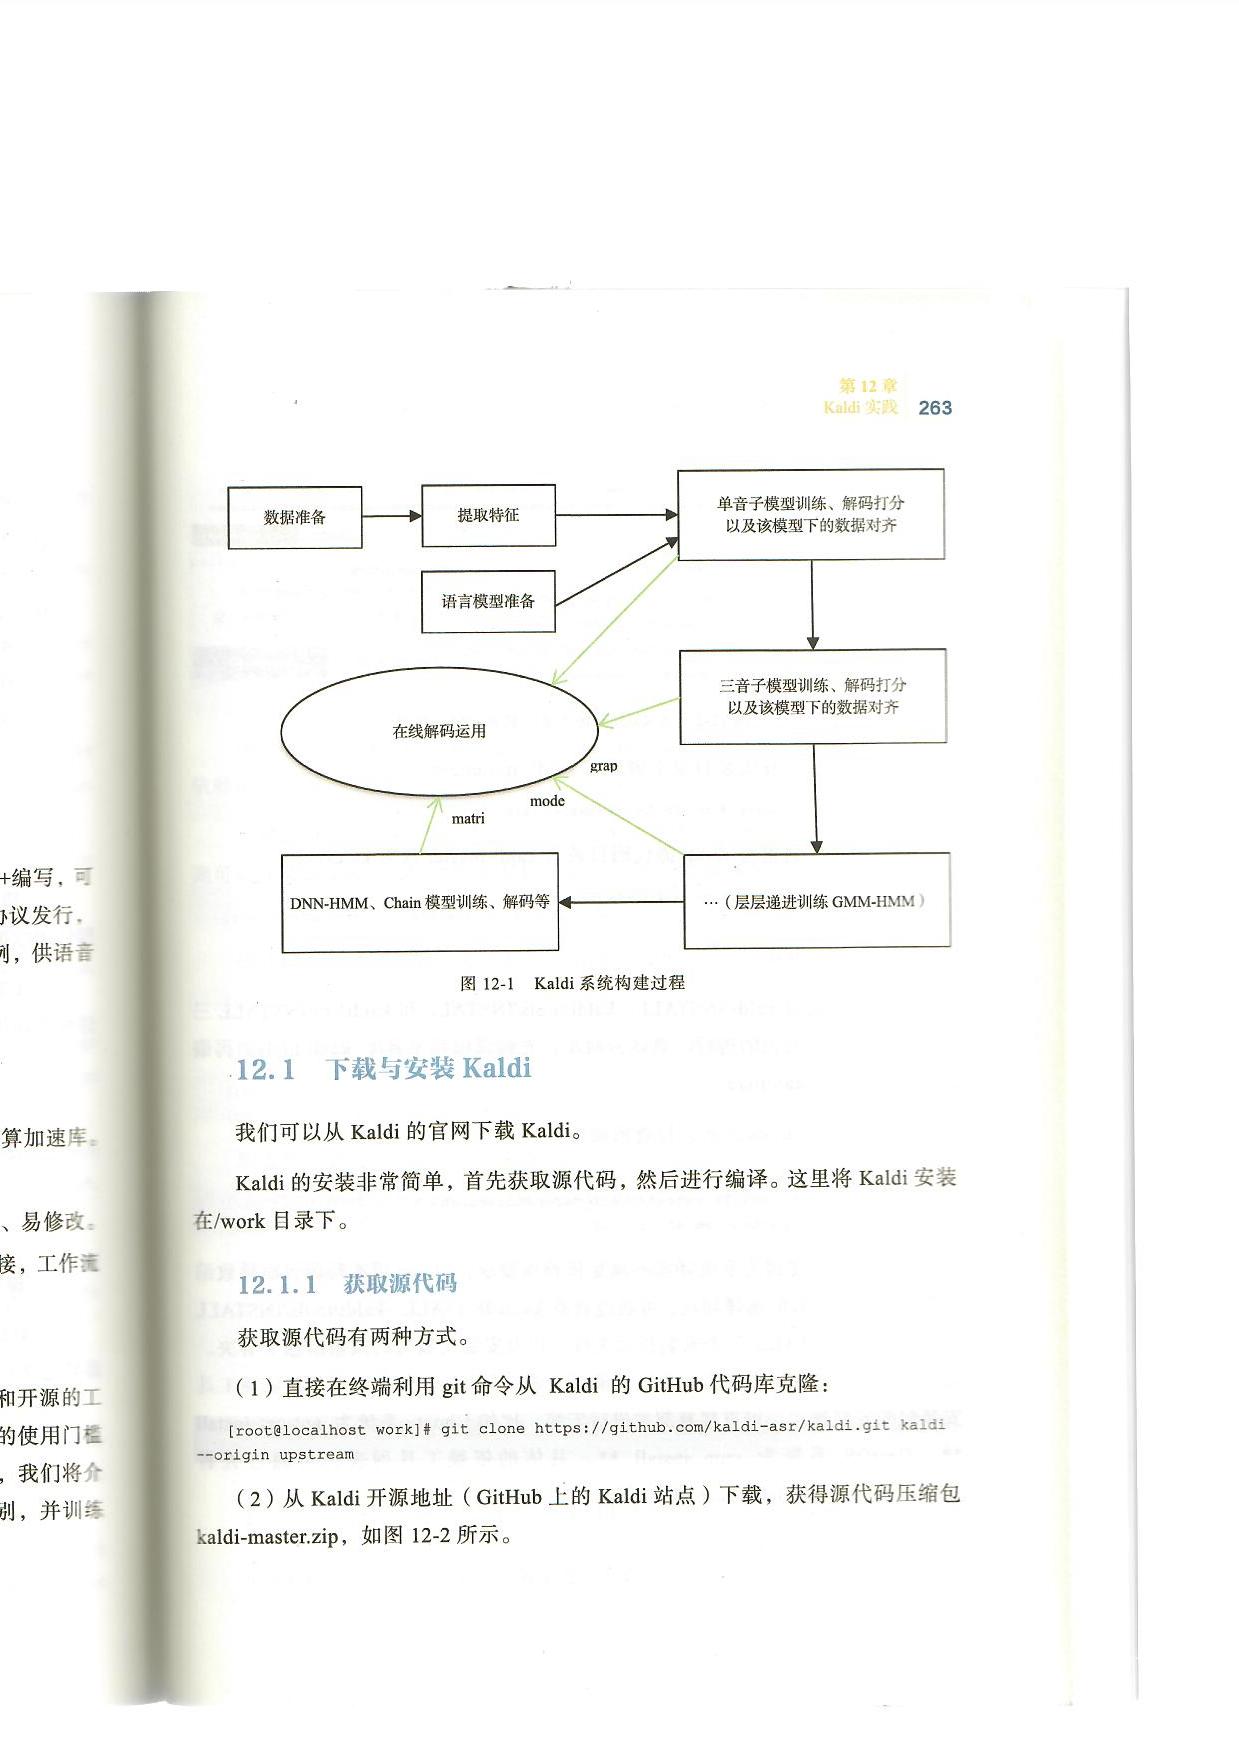 +编写，可
协议发行，
例，供语音
算加速库。
、易修改。
接，工作流
和开源的工
的使用门槛
，我们将介
别，并训练
第 12 章
Kaldi 实践 263
数据准备
提取特征
单音子模型训练、解码打分
以及该模型下的数据对齐
语言模型准备
三音子模型训练、解码打分
以及该模型下的数据对齐
在线解码运用
grap
mode
matri
DNN-HMM、Chain 模型训练、解码等
…（层层递进训练 GMM-HMM）
图 12-1 Kaldi 系统构建过程
12.1 下载与安装 Kaldi
我们可以从 Kaldi 的官网下载 Kaldi。
Kaldi 的安装非常简单，首先获取源代码，然后进行编译。这里将 Kaldi 安装
在/work 目录下。
12.1.1 获取源代码
获取源代码有两种方式。
（1）直接在终端利用 git 命令从 Kaldi 的 GitHub 代码库克隆：
[root@localhost work]# git clone https://github.com/kaldi-asr/kaldi.git kaldi
--origin upstream
（2）从 Kaldi 开源地址（GitHub 上的 Kaldi 站点）下载，获得源代码压缩包
kaldi-master.zip，如图 12-2 所示。